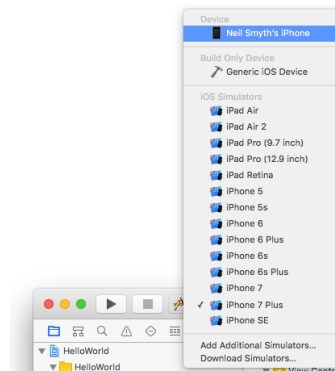 Device
Neil Smyth's iPhone
Build Only Device
Generic iOS Device
iOS Simulators
iPad Air
iPad Air 2
iPad Pro (9.7 inch)
iPad Pro (12.9 inch)
iPad Retina
iPhone 5
iPhone 5s
iPhone 6
iPhone 6 Plus
iPhone 6s
iPhone 6s Plus
iPhone 7
✓ iPhone 7 Plus
iPhone SE
Add Additional Simulators...
Download Simulators...
HelloWorld
HelloWorld
View